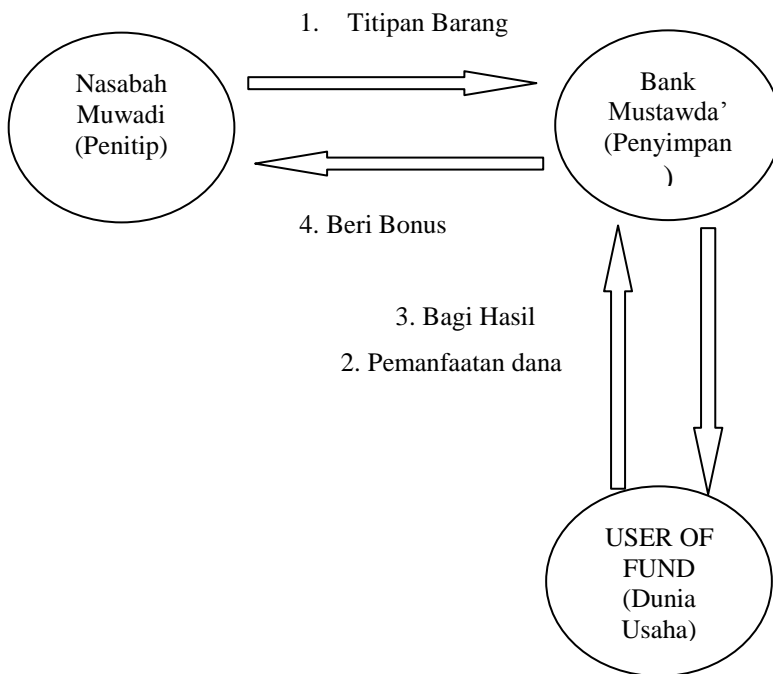 1. Titipan Barang
Nasabah
Muwadi
(Penitip)
Bank
Mustawda’
(Penyimpan
)
4. Beri Bonus
3. Bagi Hasil
2. Pemanfaatan dana
USER OF
FUND
(Dunia
Usaha)